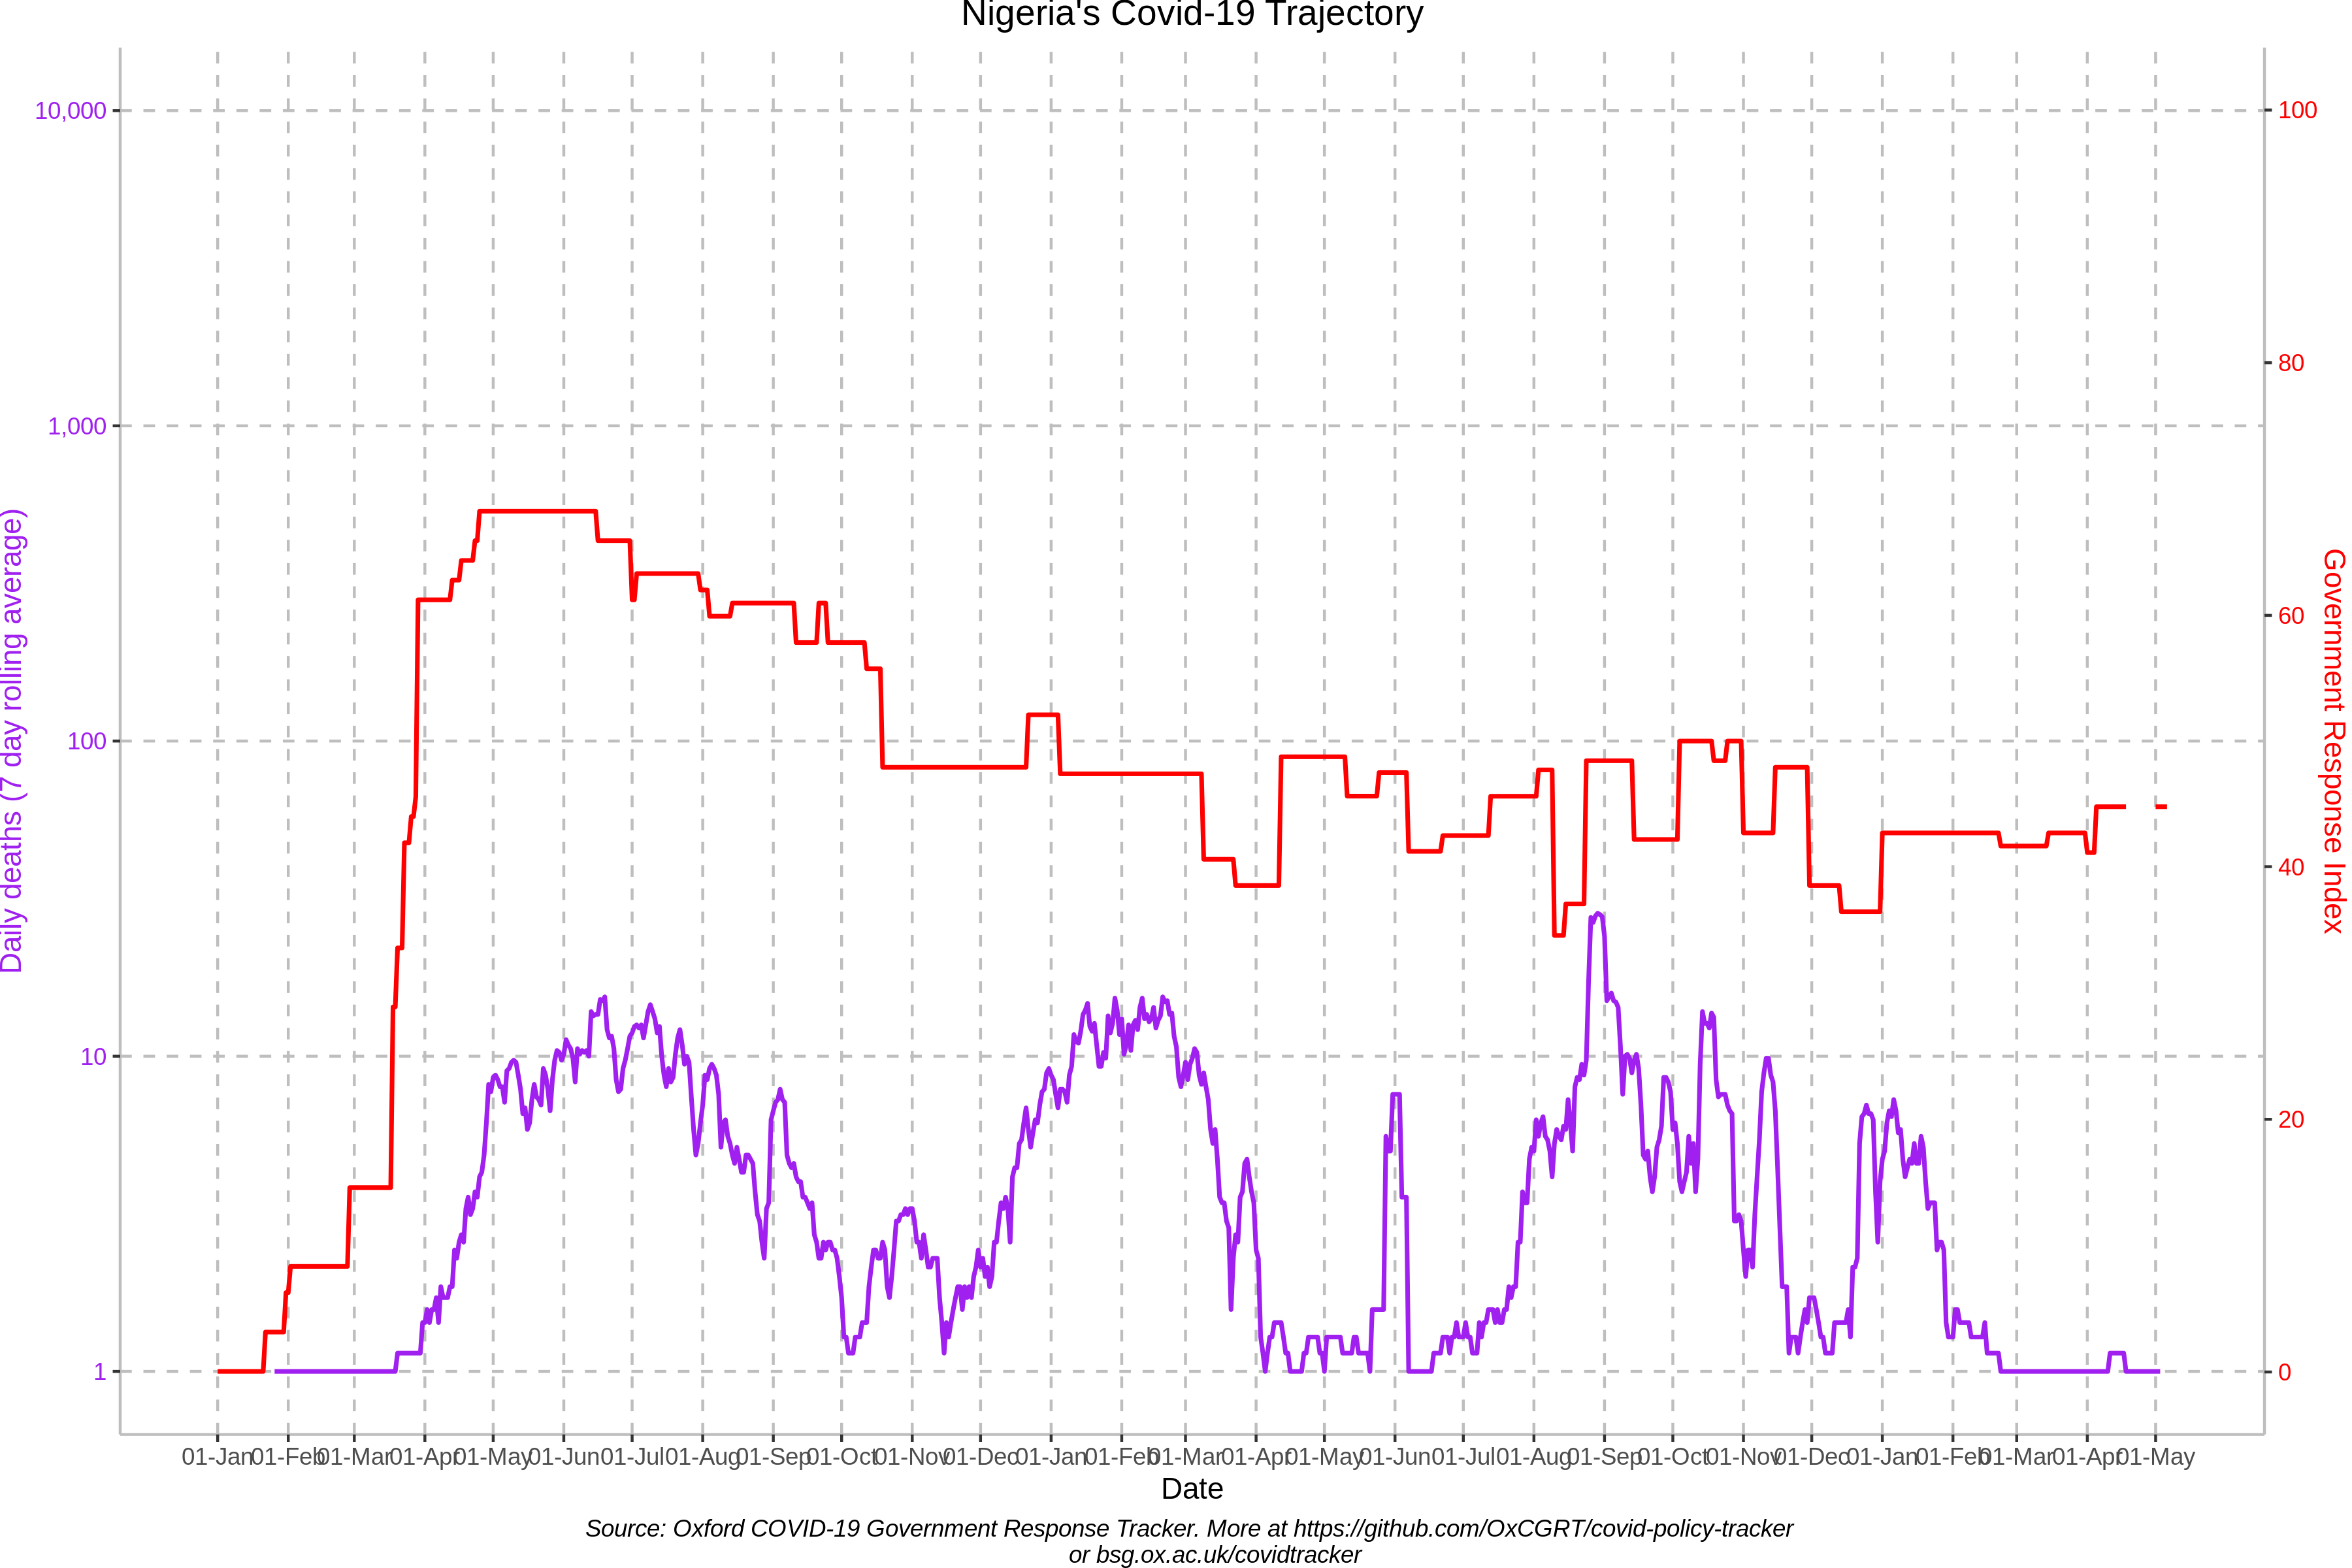 Nigeria's Covid-19 Trajectory
10,000
1,000
100
10
1
Daily deaths (7 day rolling average)
100
80
60
40
20
0
Government Response Index
01-Jan 01-Feb 01-Mar 01-Apr 01-May 01-Jun 01-Jul 01-Aug 01-Sep 01-Oct 01-Nov 01-Dec 01-Jan 01-Feb 01-Mar 01-Apr 01-May 01-Jun 01-Jul 01-Aug 01-Sep 01-Oct 01-Nov 01-Dec 01-Jan 01-Feb 01-Mar 01-Apr 01-May
Date
Source: Oxford COVID-19 Government Response Tracker. More at https://github.com/OxCGRT/covid-policy-tracker
or bsg.ox.ac.uk/covidtracker